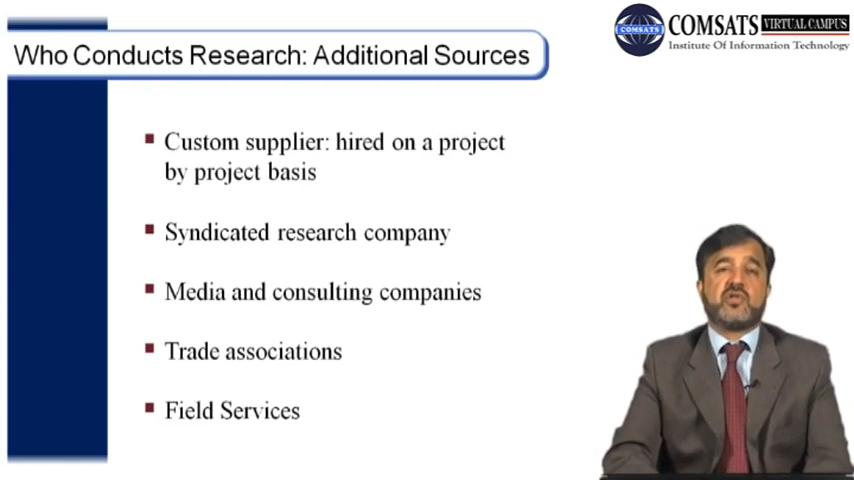 Who Conducts Research: Additional Sources
COMSATS
COMSATS VIRTUAL CAMPUS
Institute Of Information Technology
Custom supplier: hired on a project
by project basis
Syndicated research company
Media and consulting companies
Trade associations
Field Services